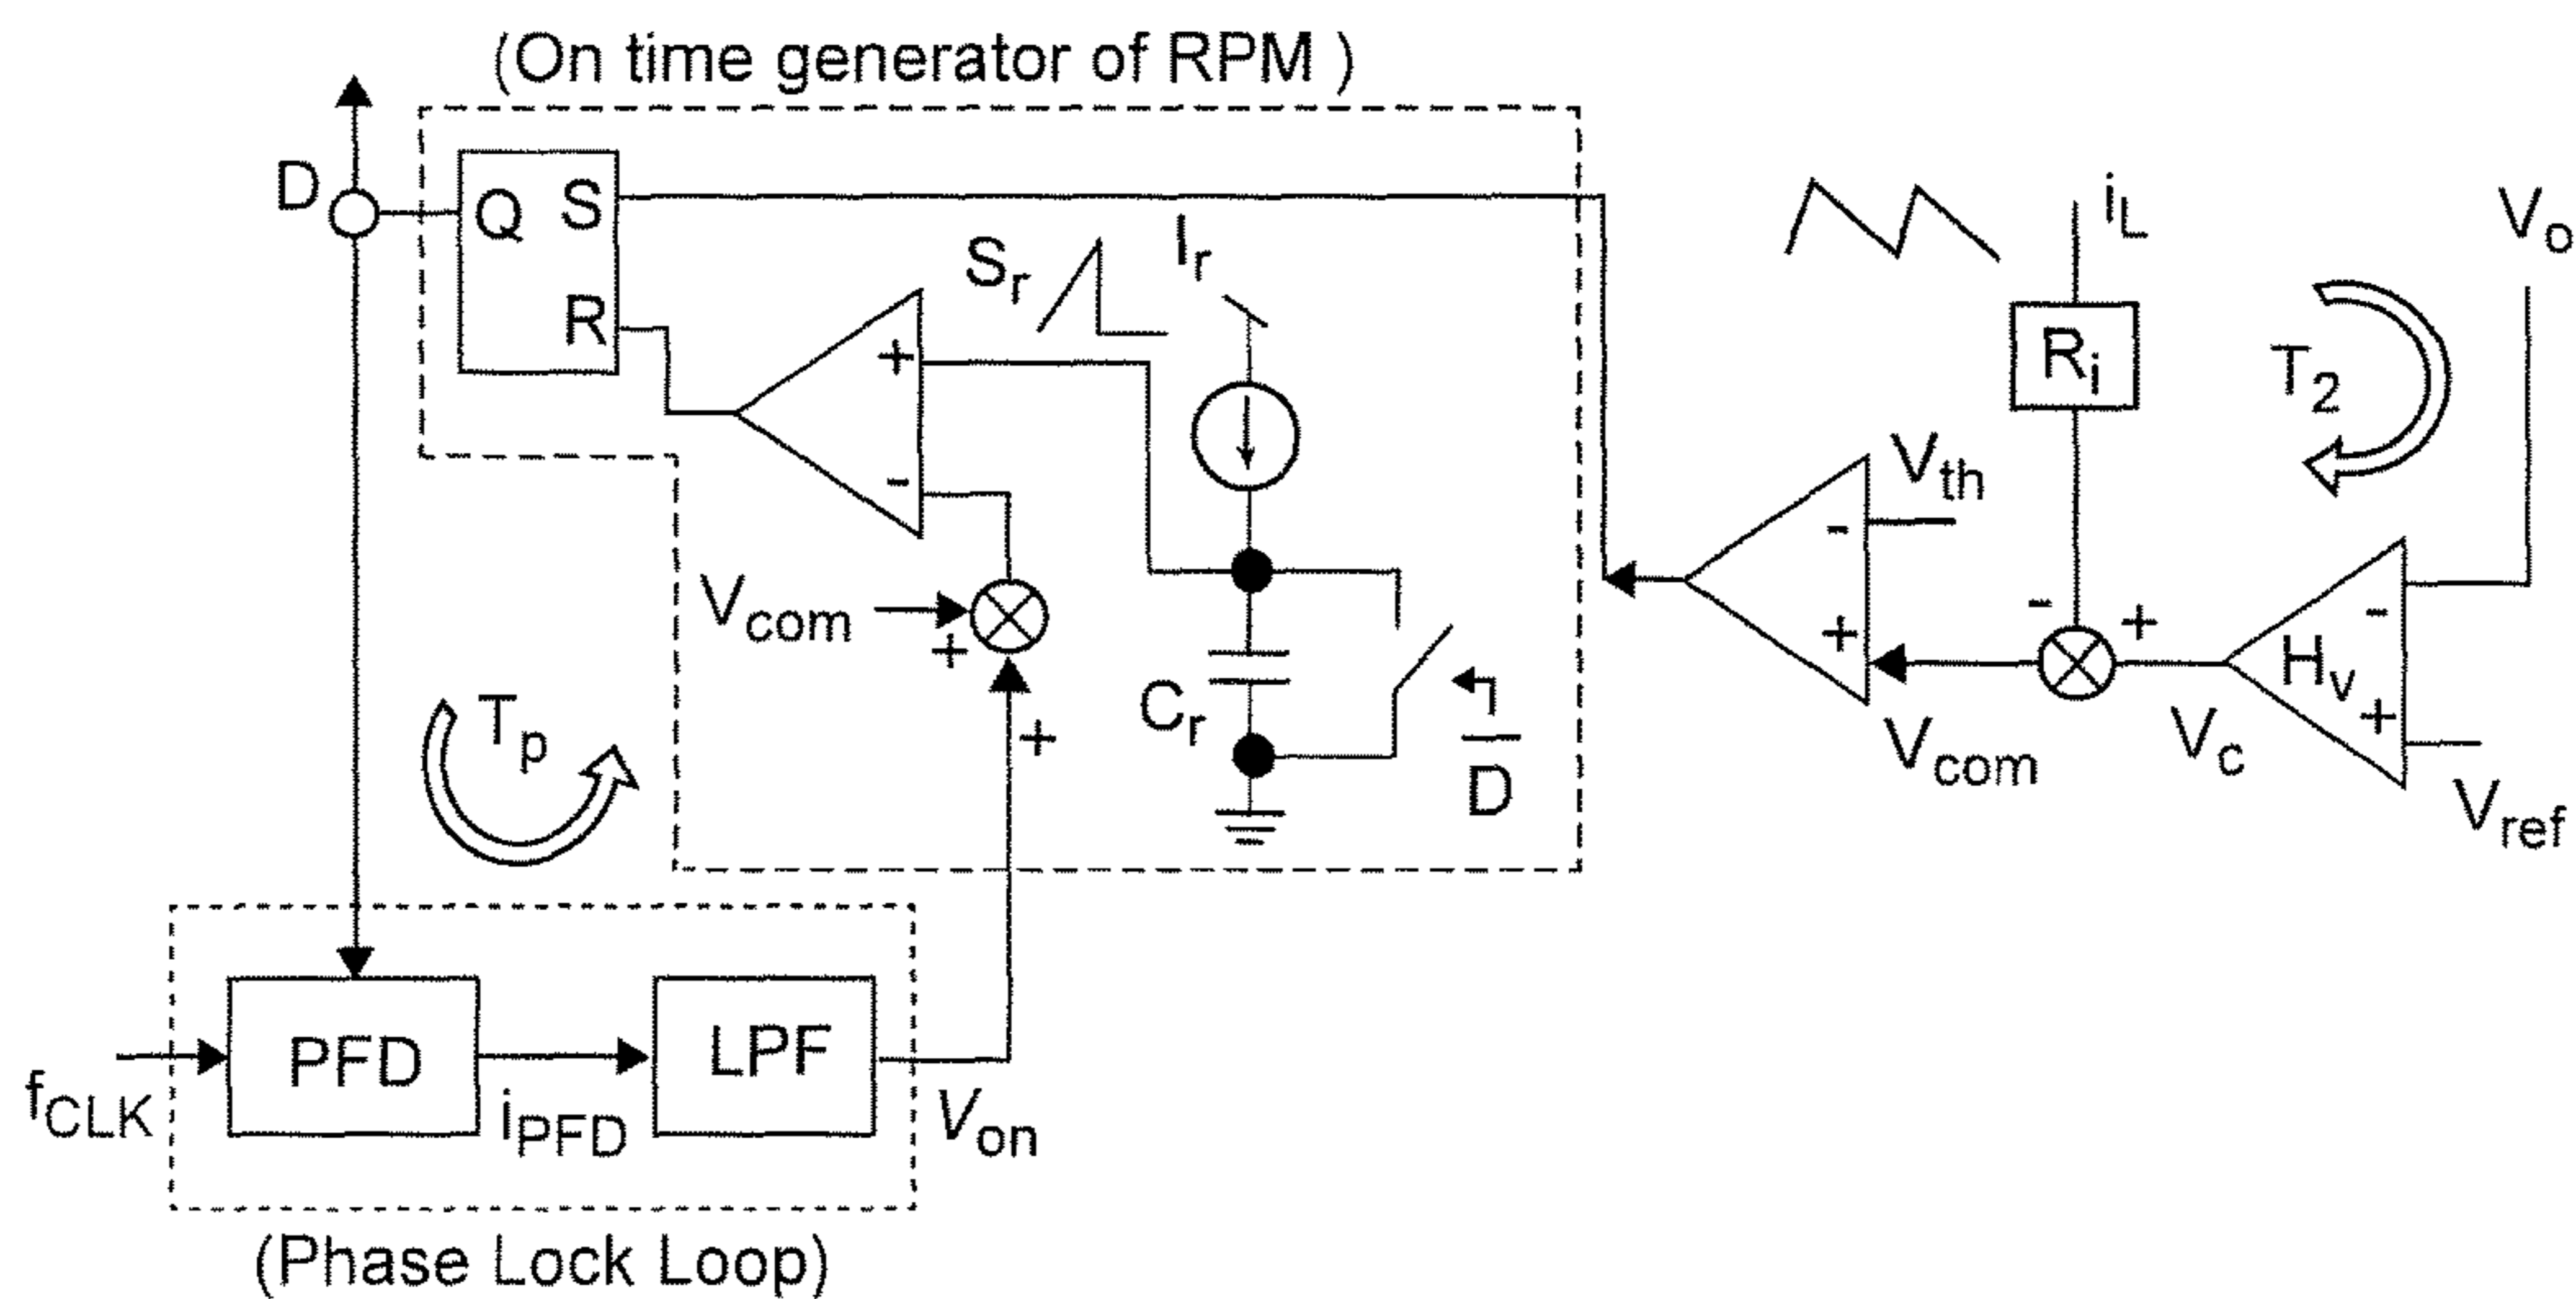 (On time generator of RPM )
D
Q
S
R
Sr
Ir
iL
Vo
+
-
Ri
T2
Vth
-
+
-
+
Vcom
+
+
Cr
D̅
Vcom
Vc
Hv
-
+
Vref
Tp
fCLK
PFD
iPFD
LPF
Von
(Phase Lock Loop)